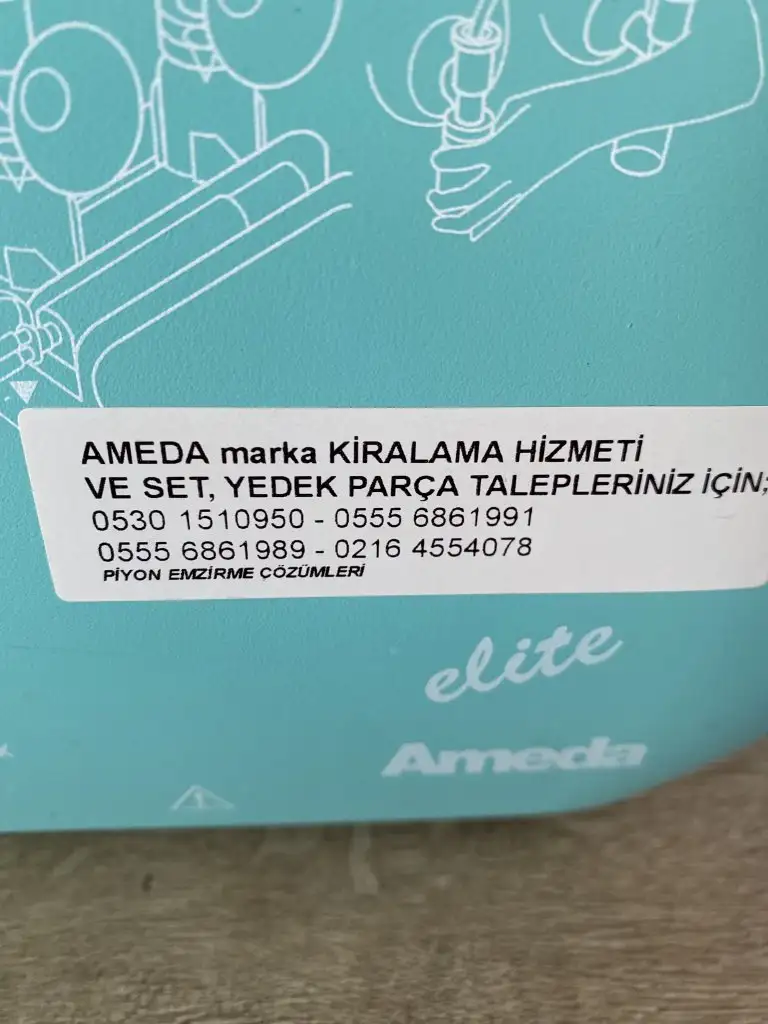 AMEDA marka KİRALAMA HİZMETİ
VE SET, YEDEK PARÇA TALEPLERİNİZ İÇİN;
0530 1510950 - 0555 6861991
0555 6861989 - 0216 4554078
PİYON EMZİRME ÇÖZÜMLERİ
elite
Ameda